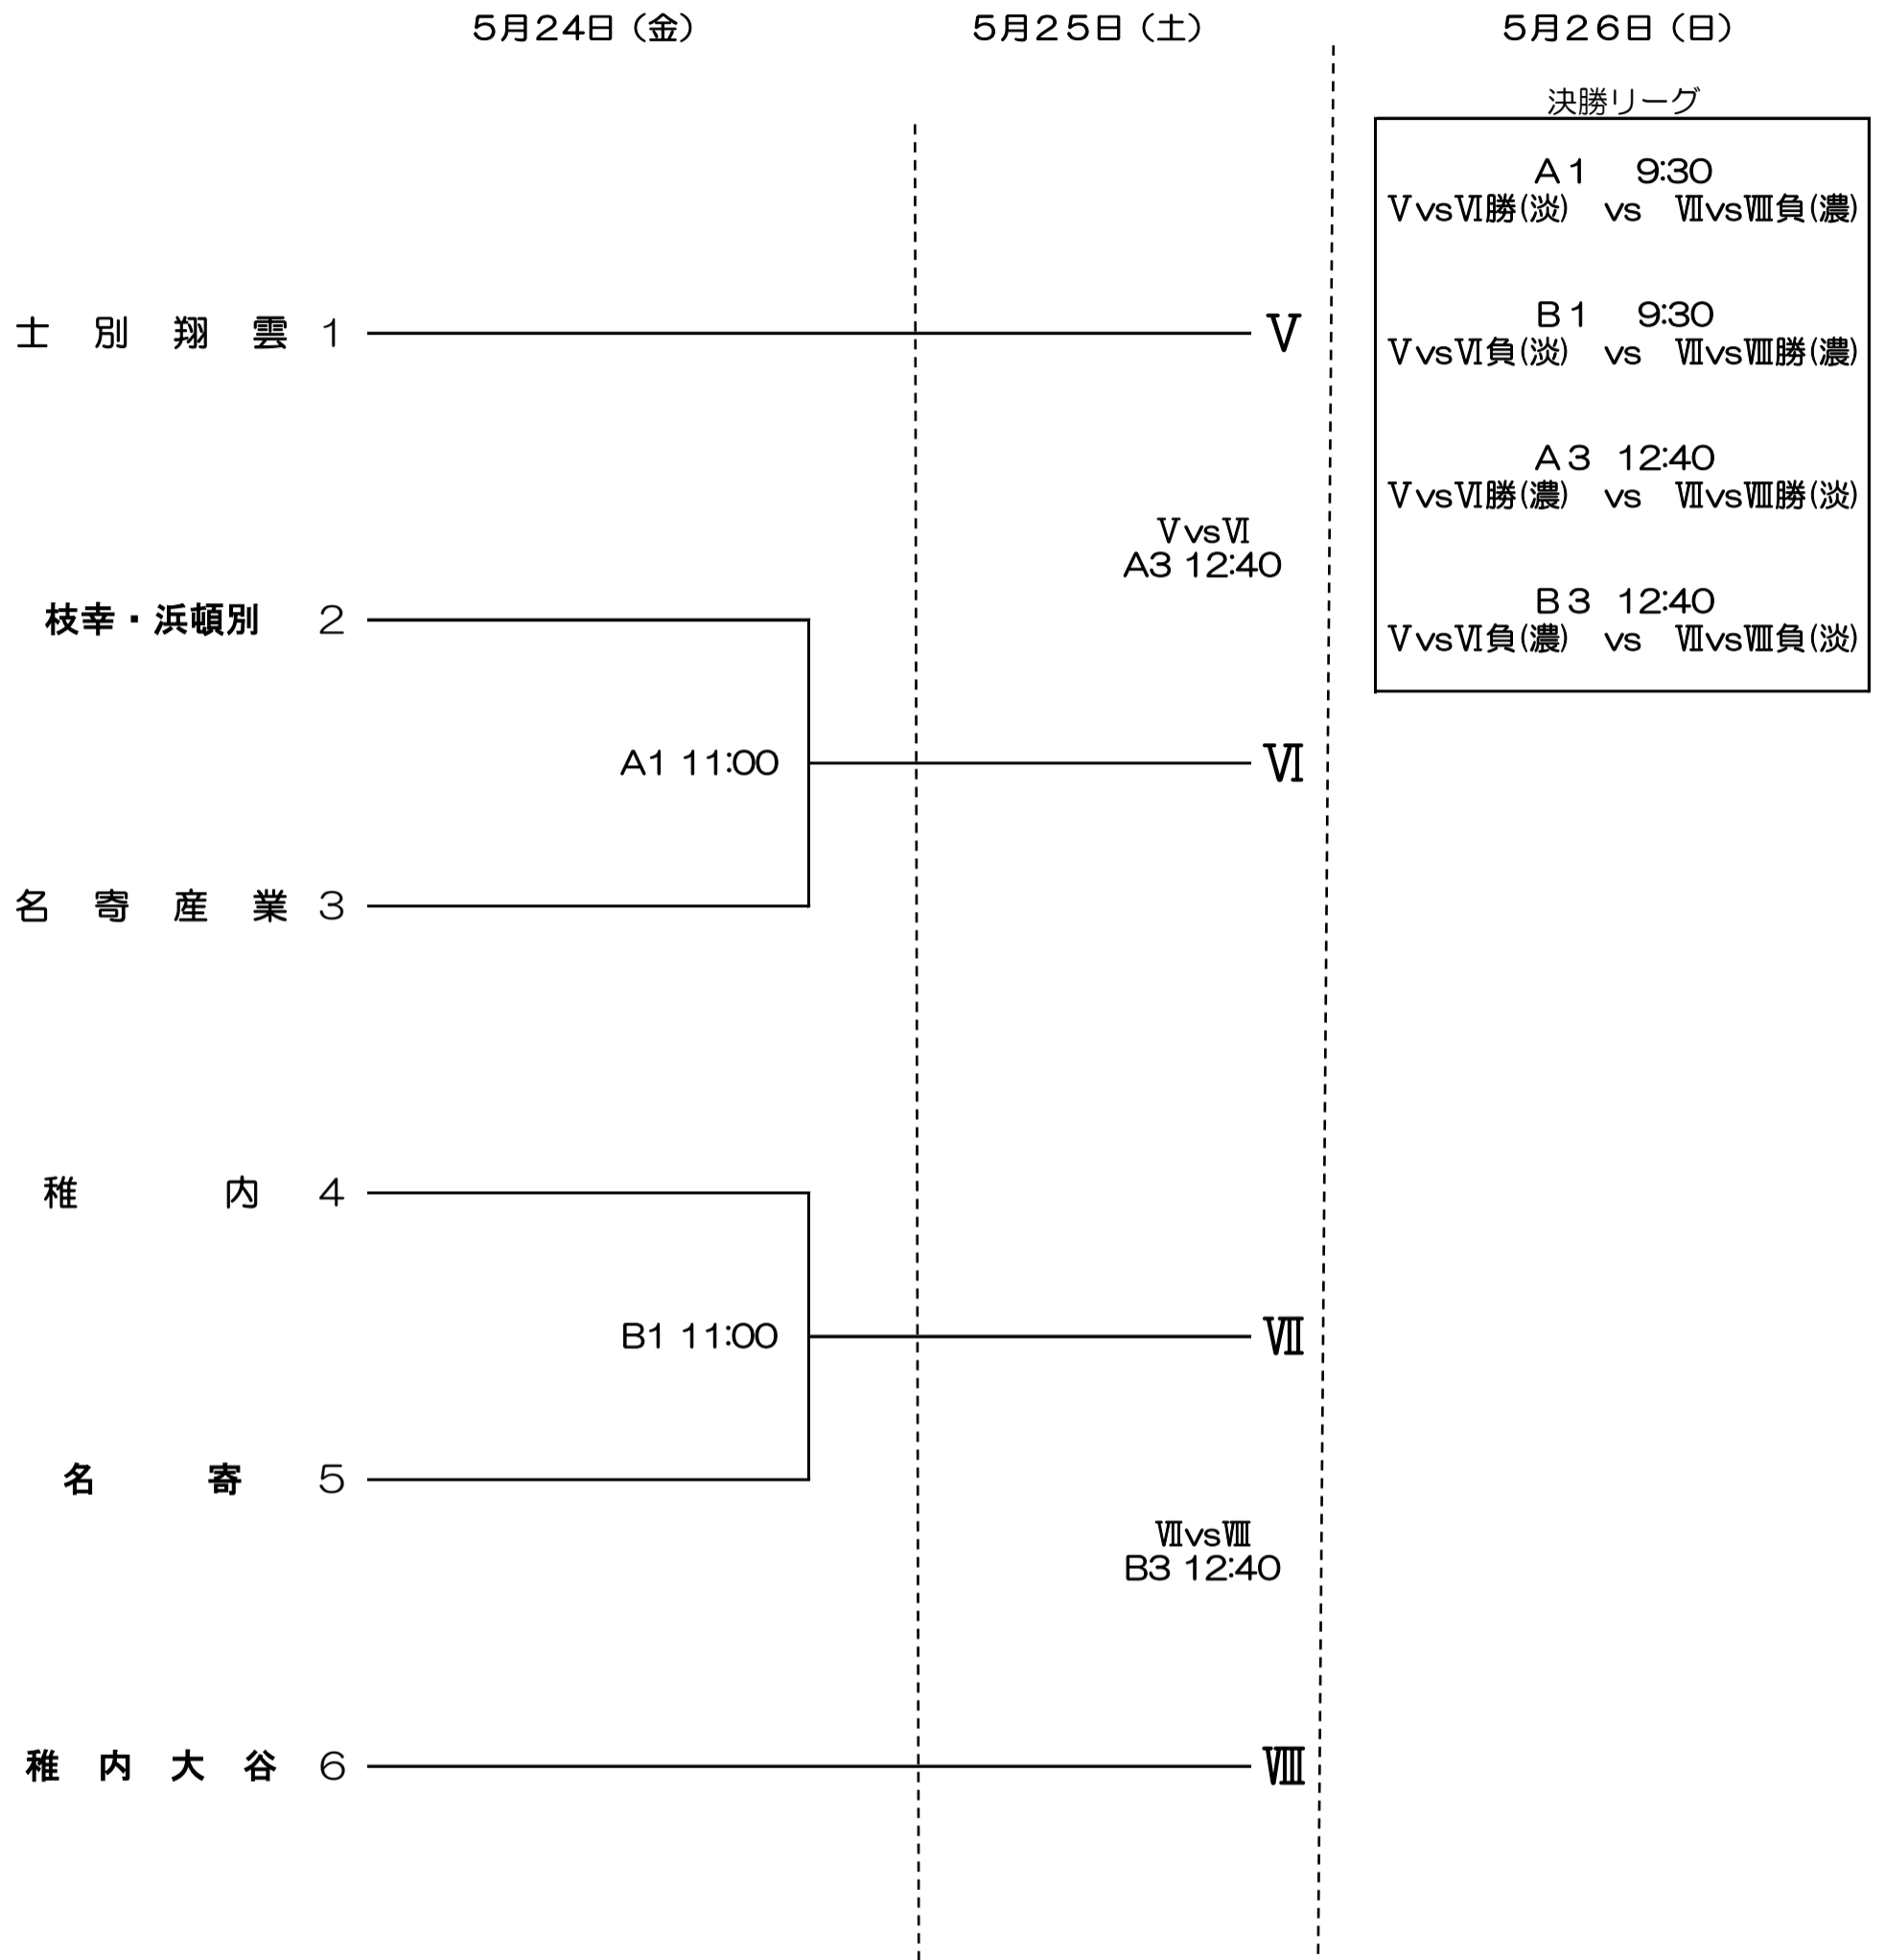 5月24日（金）　5月25日（土）　5月26日（日）
決勝リーグ
A1　9:30
ⅤvsⅥ勝(淡)　vs　ⅦvsⅧ負(濃)
B1　9:30
ⅤvsⅥ負(淡)　vs　ⅦvsⅧ勝(濃)
A3　12:40
ⅤvsⅥ勝(濃)　vs　ⅦvsⅧ勝(淡)
B3　12:40
ⅤvsⅥ負(濃)　vs　ⅦvsⅧ負(淡)
士別翔雲 1
Ⅴ
ⅤvsⅥ
A3 12:40
枝幸・浜頓別 2
A1 11:00
Ⅵ
名寄産業 3
稚内 4
B1 11:00
Ⅶ
名寄 5
ⅦvsⅧ
B3 12:40
稚内大谷 6
Ⅷ